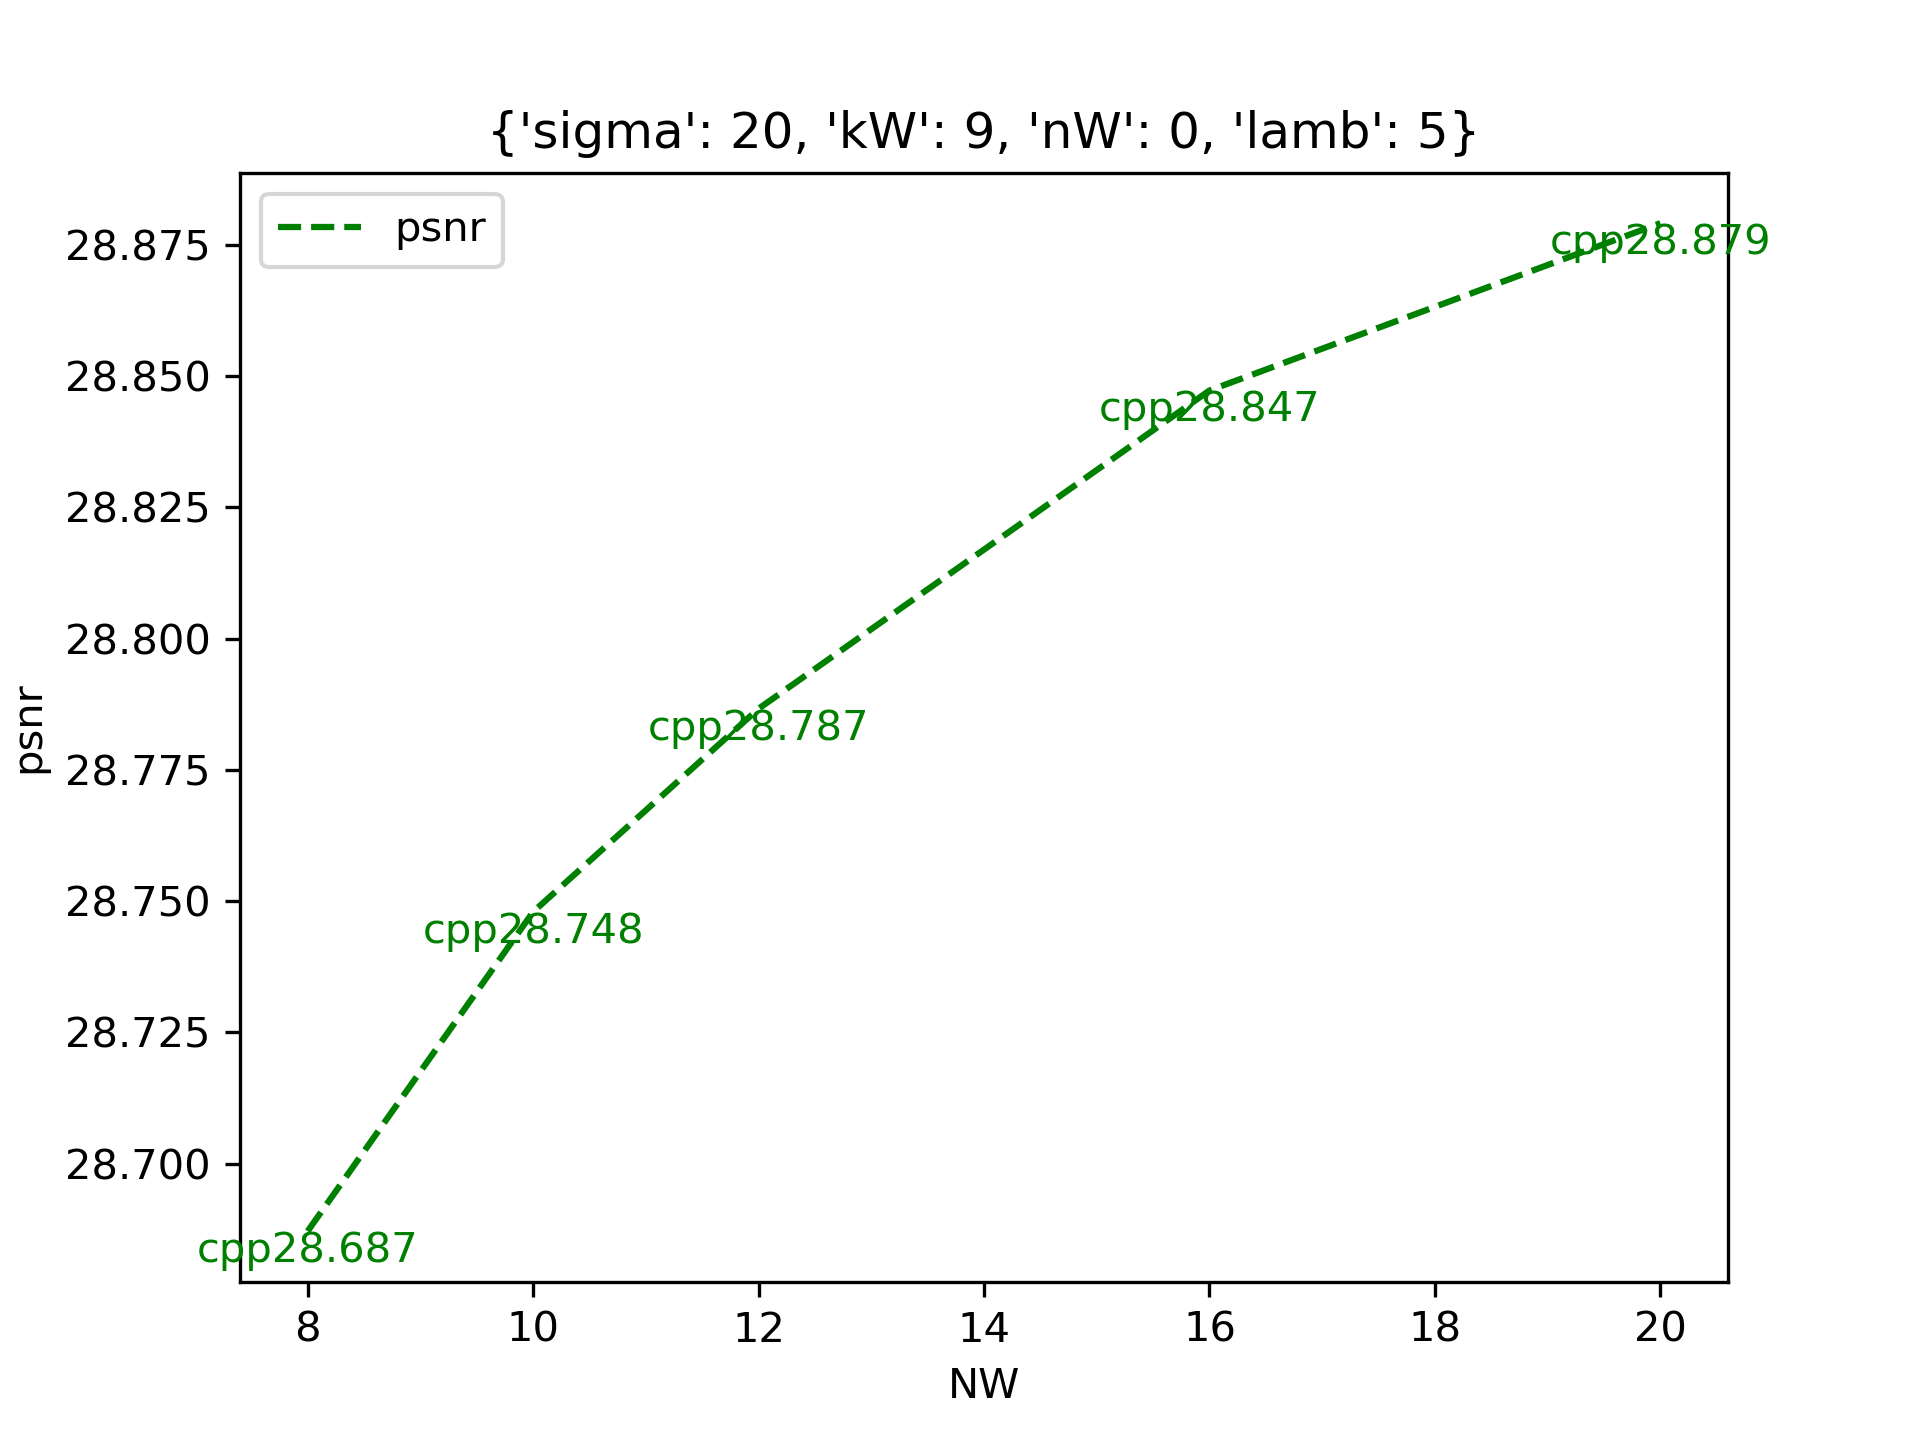 {'sigma': 20, 'kW': 9, 'nW': 0, 'lamb': 5}
psnr
28.875
28.850
28.825
28.800
28.775
28.750
28.725
28.700
psnr
cpp28.879
cpp28.847
cpp28.787
cpp28.748
cpp28.687
8 10 12 14 16 18 20
NW